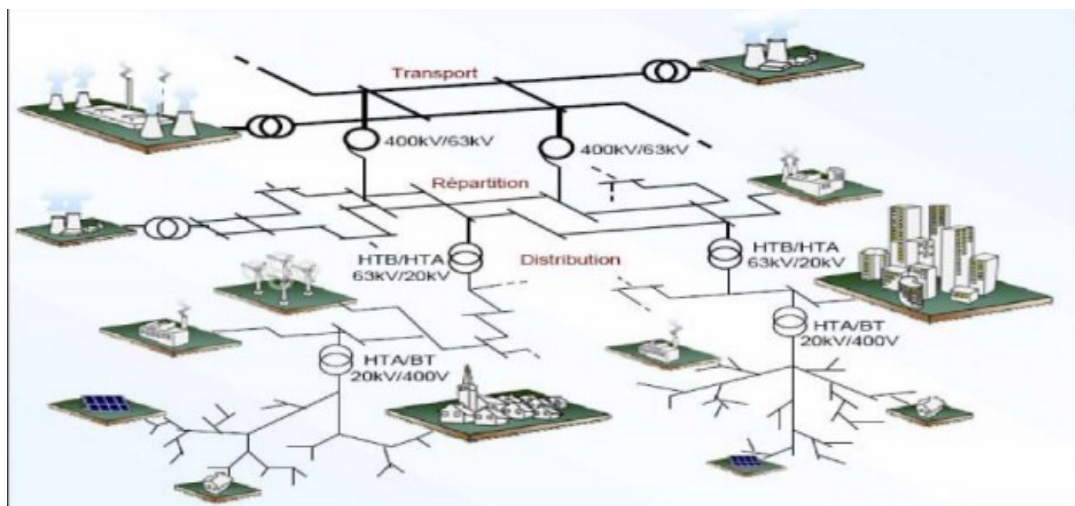 Transport
400kV/63kV
400kV/63kV
Répartition
HTB/HTA
63kV/20kV
Distribution
HTB/HTA
63kV/20kV
HTA/BT
20kV/400V
HTA/BT
20kV/400V